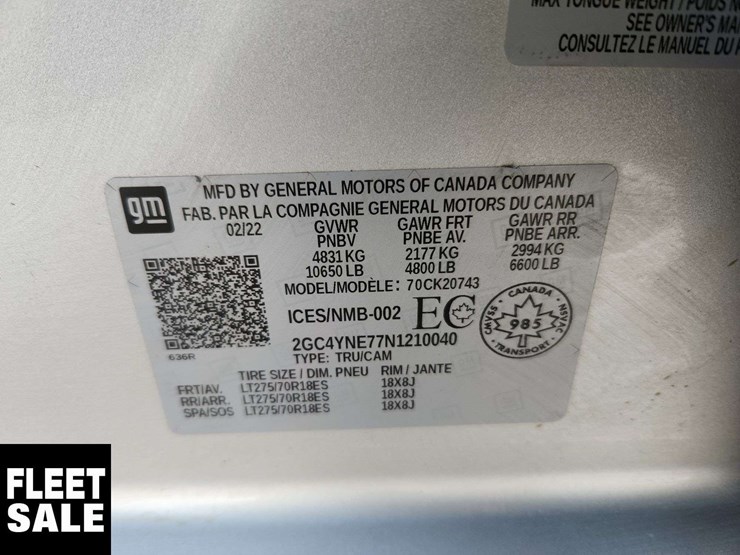 MAX TONGUE WEIGHT / POIDS
SEE OWNER'S
CONSULTEZ LE MANUEL DU
gm
MFD BY GENERAL MOTORS OF CANADA COMPANY
FAB. PAR LA COMPAGNIE GENERAL MOTORS DU CANADA
02/22 GVWR GAWR FRT GAWR RR
PNBV PNBE AV. PNBE ARR.
4831 KG 2177 KG 2994 KG
10650 LB 4800 LB 6600 LB
MODEL/MODÈLE: 70CK20743
ICES/NMB-002 EC
CANADA
CMVSS 985 NSVAC
TRANSPORT
2GC4YNE77N1210040
636R
TYPE: TRU/CAM
TIRE SIZE / DIM. PNEU RIM / JANTE
FRT/AV. LT275/70R18ES 18X8J
RR/ARR. LT275/70R18ES 18X8J
SPA/SOS LT275/70R18ES 18X8J
FLEET
SALE